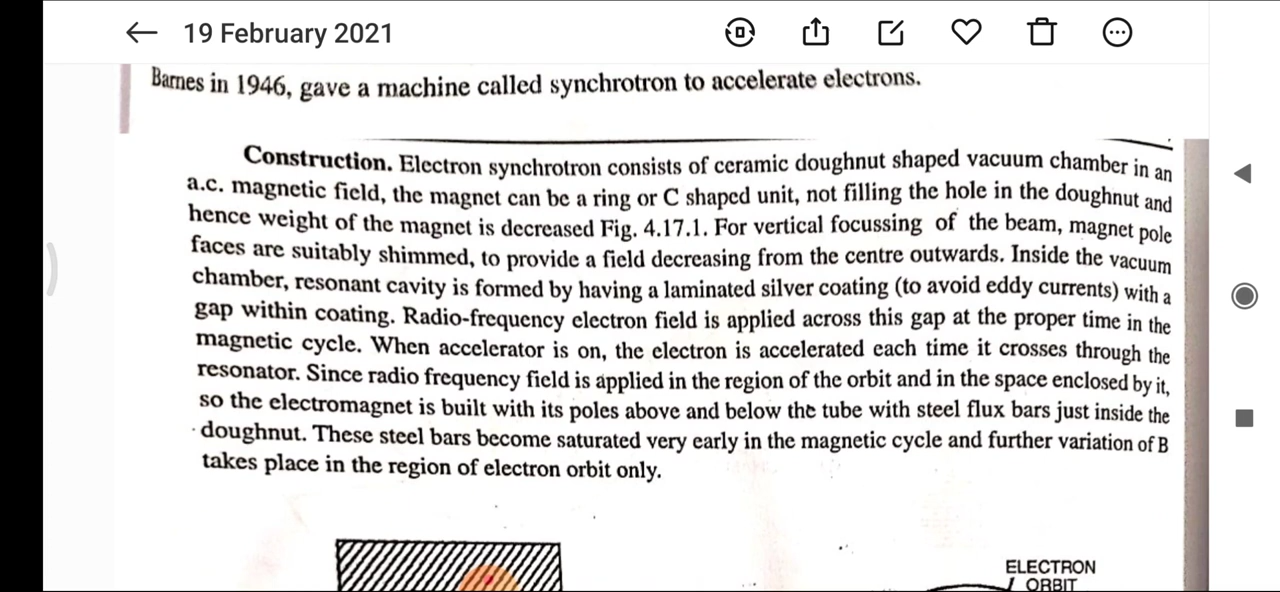 19 February 2021
Barnes in 1946, gave a machine called synchrotron to accelerate electrons.
Construction. Electron synchrotron consists of ceramic doughnut shaped vacuum chamber in an
a.c. magnetic field, the magnet can be a ring or C shaped unit, not filling the hole in the doughnut and
hence weight of the magnet is decreased Fig. 4.17.1. For vertical focussing of the beam, magnet pole
faces are suitably shimmed, to provide a field decreasing from the centre outwards. Inside the vacuum
chamber, resonant cavity is formed by having a laminated silver coating (to avoid eddy currents) with a
gap within coating. Radio-frequency electron field is applied across this gap at the proper time in the
magnetic cycle. When accelerator is on, the electron is accelerated each time it crosses through the
resonator. Since radio frequency field is applied in the region of the orbit and in the space enclosed by it,
so the electromagnet is built with its poles above and below the tube with steel flux bars just inside the
doughnut. These steel bars become saturated very early in the magnetic cycle and further variation of B
takes place in the region of electron orbit only.
ELECTRON
ORBIT